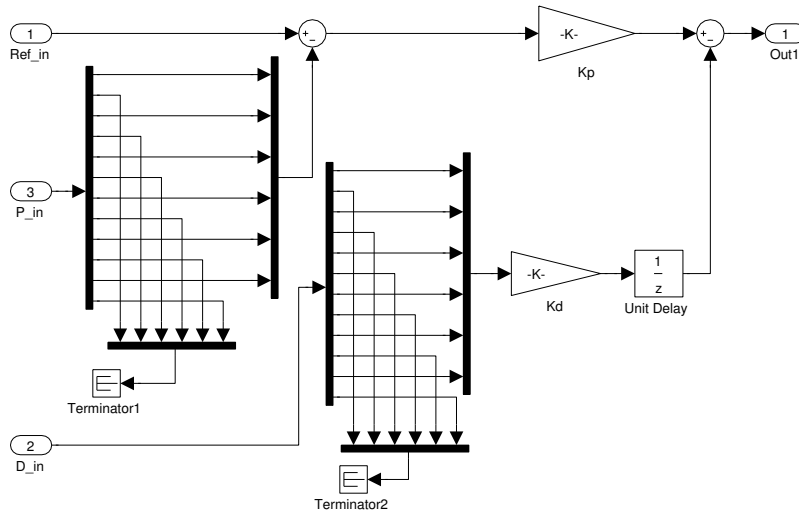 1
Ref_in
+
−
-K-
Kp
+
−
1
Out1
3
P_in
Terminator1
-K-
Kd
1
z
Unit Delay
2
D_in
Terminator2